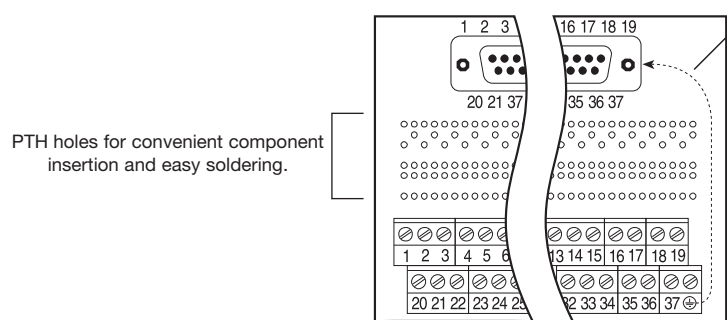 1 2 3 16 17 18 19
20 21 37 35 36 37
PTH holes for convenient component
insertion and easy soldering.
1 2 3 4 5 13 14 15 16 17 18 19
20 21 22 23 24 25 32 33 34 35 36 37